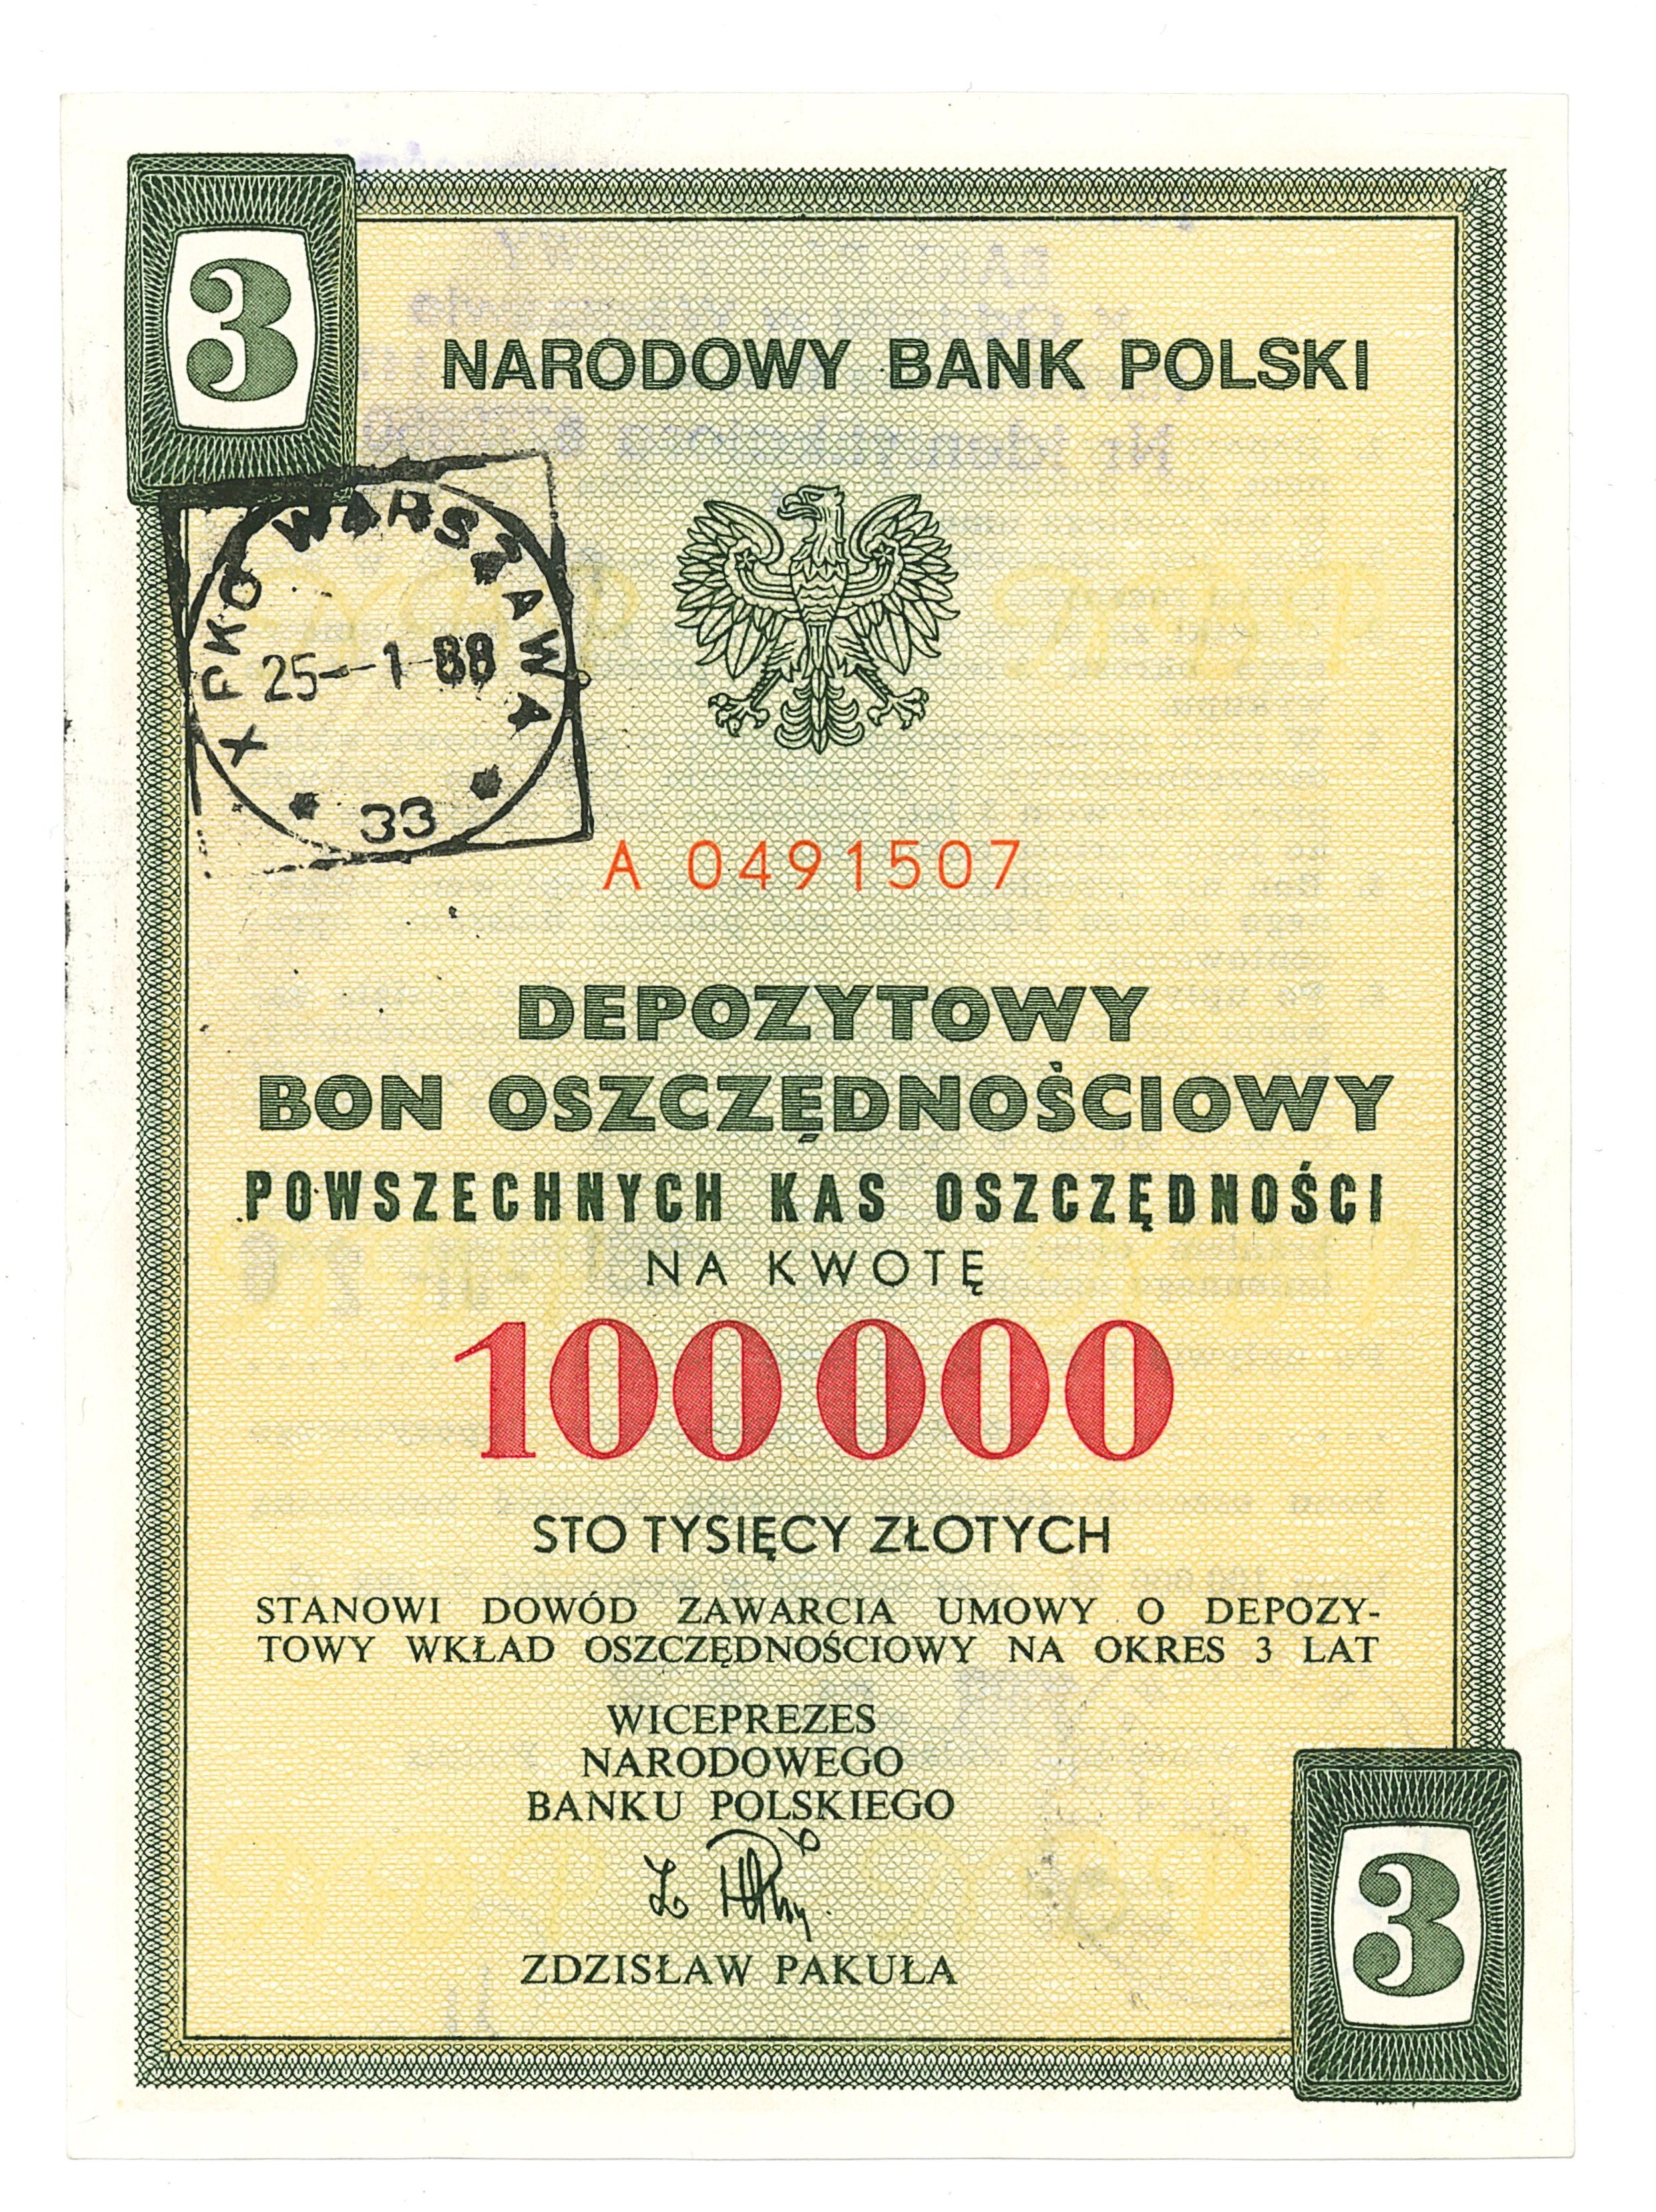 3
NARODOWY BANK POLSKI
X PKO WARSZAWA
25-1-88
* 33 *
A 0491507
DEPOZYTOWY
BON OSZCZĘDNOŚCIOWY
POWSZECHNYCH KAS OSZCZĘDNOŚCI
NA KWOTĘ
100 000
STO TYSIĘCY ZŁOTYCH
STANOWI DOWÓD ZAWARCIA UMOWY O DEPOZY-
TOWY WKŁAD OSZCZĘDNOŚCIOWY NA OKRES 3 LAT
WICEPREZES
NARODOWEGO
BANKU POLSKIEGO
ZDZISŁAW PAKUŁA
3